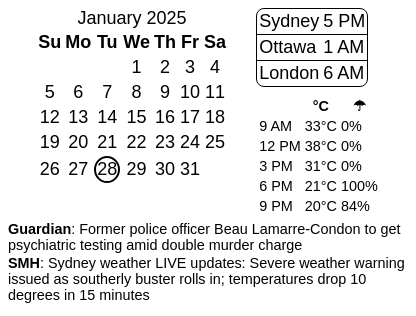 January 2025
Su Mo Tu We Th Fr Sa
1 2 3 4
5 6 7 8 9 10 11
12 13 14 15 16 17 18
19 20 21 22 23 24 25
26 27 28 29 30 31
Sydney 5 PM
Ottawa 1 AM
London 6 AM
°C ☂
9 AM 33°C 0%
12 PM 38°C 0%
3 PM 31°C 0%
6 PM 21°C 100%
9 PM 20°C 84%
Guardian: Former police officer Beau Lamarre-Condon to get
psychiatric testing amid double murder charge
SMH: Sydney weather LIVE updates: Severe weather warning
issued as southerly buster rolls in; temperatures drop 10
degrees in 15 minutes